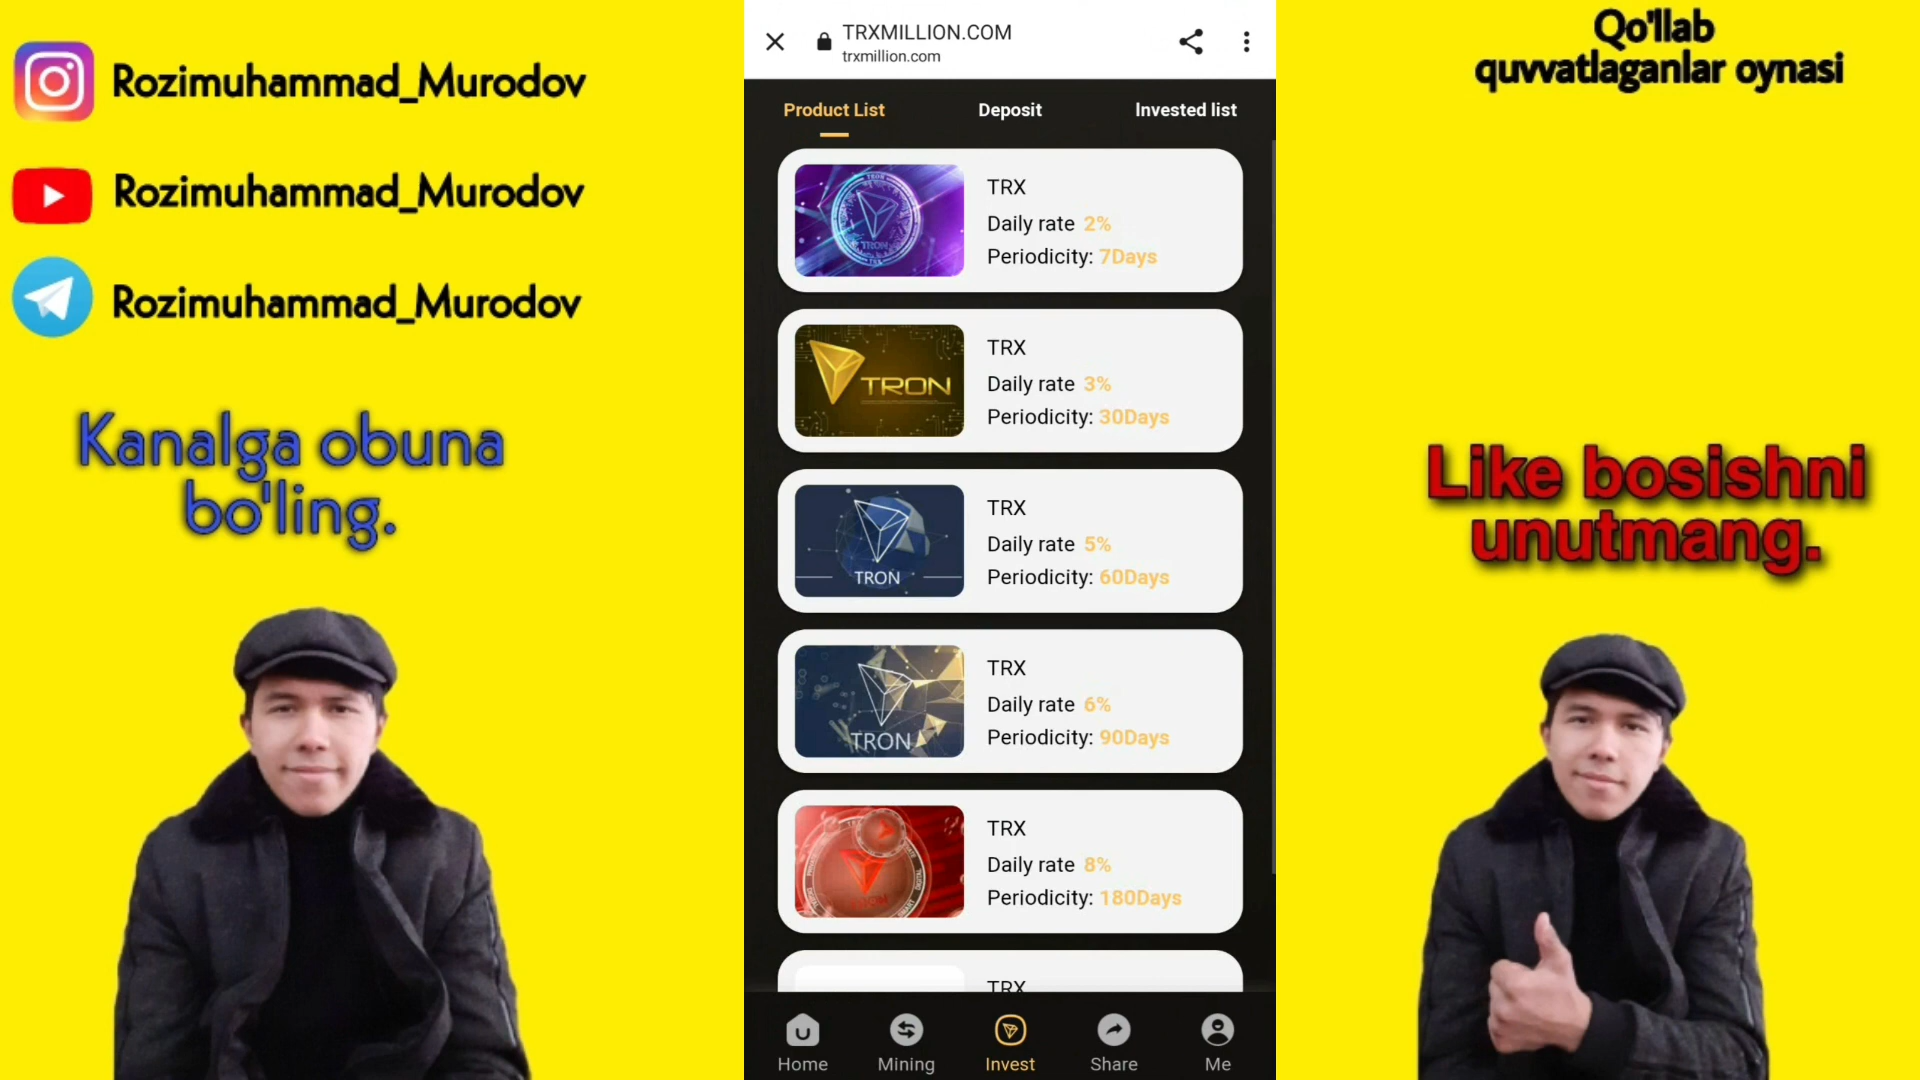 Rozimuhammad_Murodov
Rozimuhammad_Murodov
Rozimuhammad_Murodov
Kanalga obuna
bo'ling.
TRXMILLION.COM
trxmillion.com
Product List
Deposit
Invested list
TRX
Daily rate 2%
Periodicity: 7Days
TRON
TRX
Daily rate 3%
Periodicity: 30Days
TRON
TRX
Daily rate 5%
Periodicity: 60Days
TRON
TRX
Daily rate 6%
Periodicity: 90Days
TRX
Daily rate 8%
Periodicity: 180Days
TRX
Home
Mining
Invest
Share
Me
Qo'llab
quvvatlaganlar oynasi
Like bosishni
unutmang.